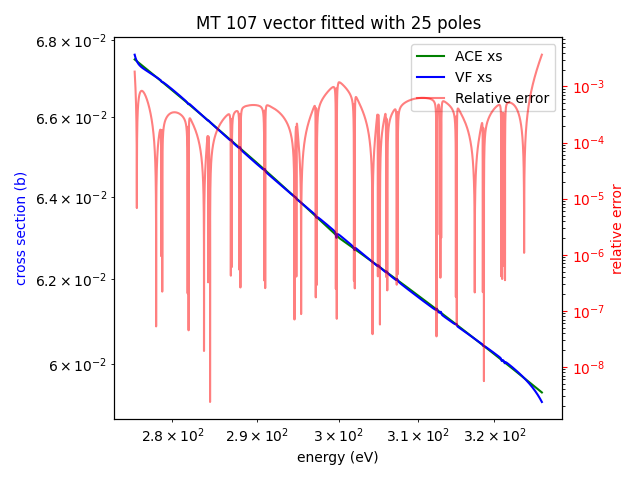 MT 107 vector fitted with 25 poles
ACE xs
VF xs
Relative error
6.8 × 10⁻²
6.6 × 10⁻²
6.4 × 10⁻²
6.2 × 10⁻²
6 × 10⁻²
cross section (b)
10⁻³
10⁻⁴
10⁻⁵
10⁻⁶
10⁻⁷
10⁻⁸
relative error
2.8 × 10² 2.9 × 10² 3 × 10² 3.1 × 10² 3.2 × 10²
energy (eV)